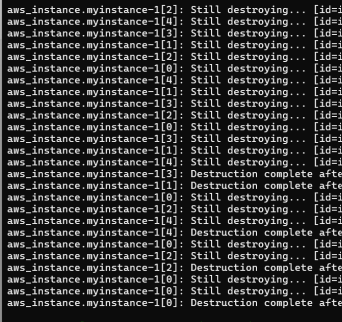 aws_instance.myinstance-1[2]: Still destroying... [id=i
aws_instance.myinstance-1[4]: Still destroying... [id=i
aws_instance.myinstance-1[3]: Still destroying... [id=i
aws_instance.myinstance-1[1]: Still destroying... [id=i
aws_instance.myinstance-1[2]: Still destroying... [id=i
aws_instance.myinstance-1[0]: Still destroying... [id=i
aws_instance.myinstance-1[4]: Still destroying... [id=i
aws_instance.myinstance-1[1]: Still destroying... [id=i
aws_instance.myinstance-1[3]: Still destroying... [id=i
aws_instance.myinstance-1[2]: Still destroying... [id=i
aws_instance.myinstance-1[0]: Still destroying... [id=i
aws_instance.myinstance-1[3]: Still destroying... [id=i
aws_instance.myinstance-1[1]: Still destroying... [id=i
aws_instance.myinstance-1[4]: Still destroying... [id=i
aws_instance.myinstance-1[3]: Destruction complete afte
aws_instance.myinstance-1[1]: Destruction complete afte
aws_instance.myinstance-1[0]: Still destroying... [id=i
aws_instance.myinstance-1[2]: Still destroying... [id=i
aws_instance.myinstance-1[4]: Still destroying... [id=i
aws_instance.myinstance-1[4]: Destruction complete afte
aws_instance.myinstance-1[0]: Still destroying... [id=i
aws_instance.myinstance-1[2]: Still destroying... [id=i
aws_instance.myinstance-1[2]: Destruction complete afte
aws_instance.myinstance-1[0]: Still destroying... [id=i
aws_instance.myinstance-1[0]: Still destroying... [id=i
aws_instance.myinstance-1[0]: Destruction complete afte